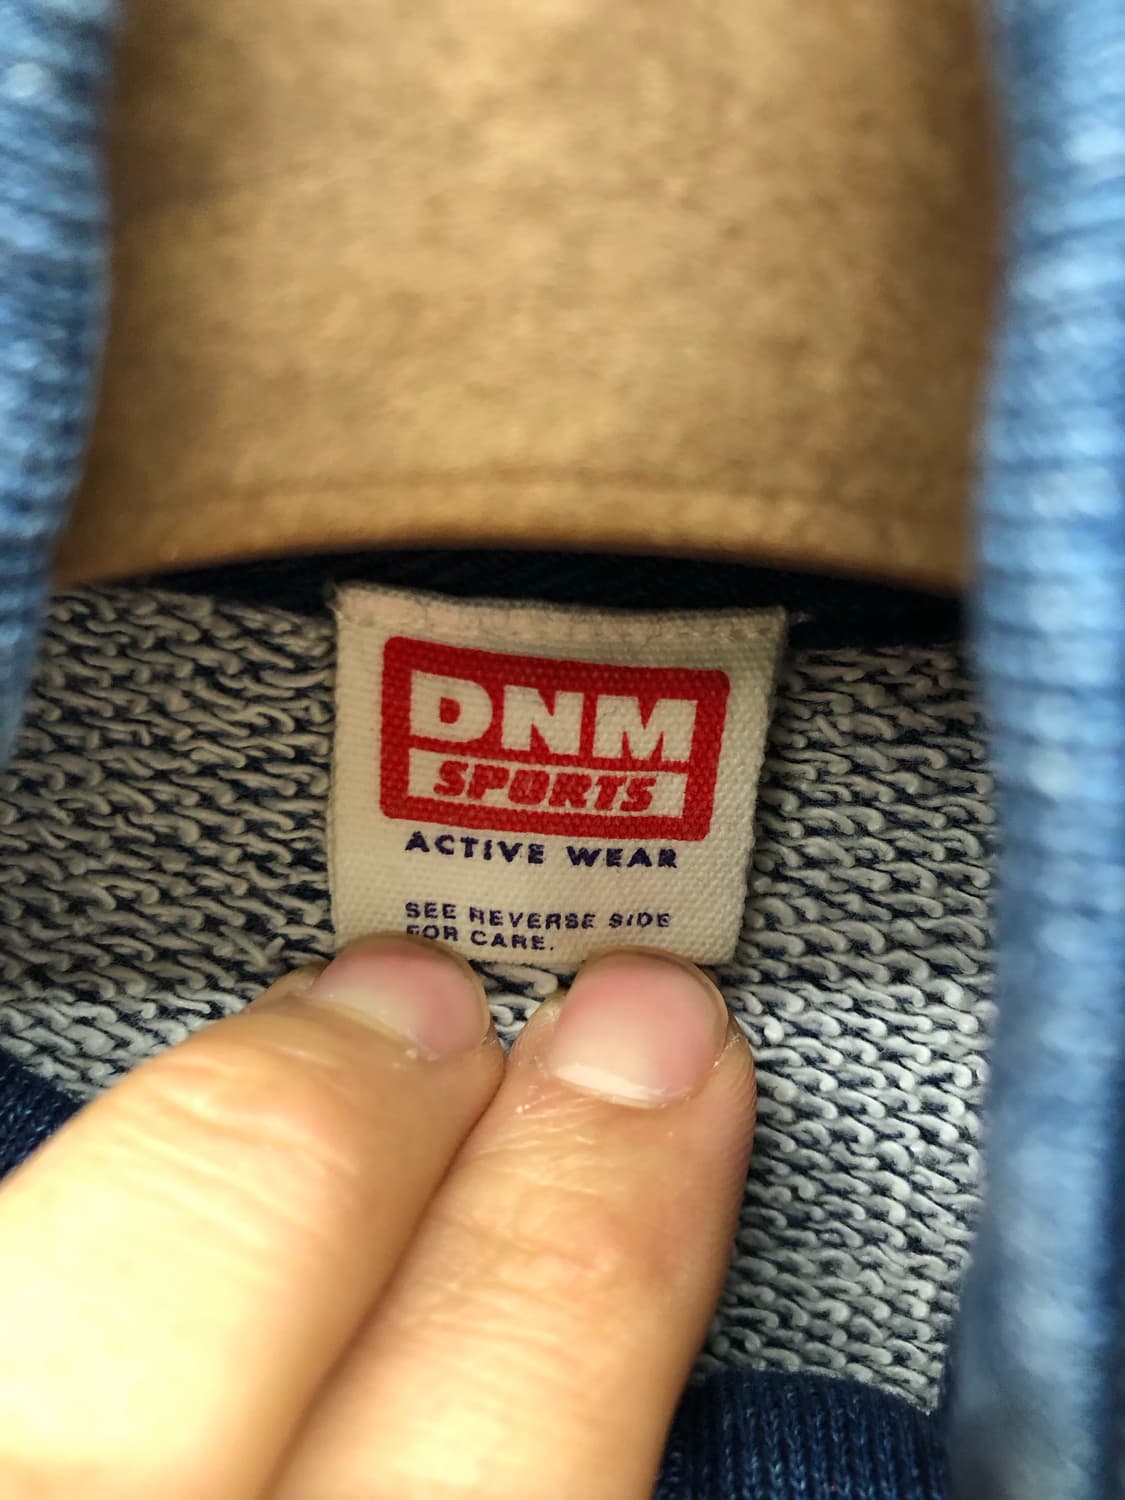 DNM
SPORTS
ACTIVE WEAR
SEE REVERSE SIDE
FOR CARE.